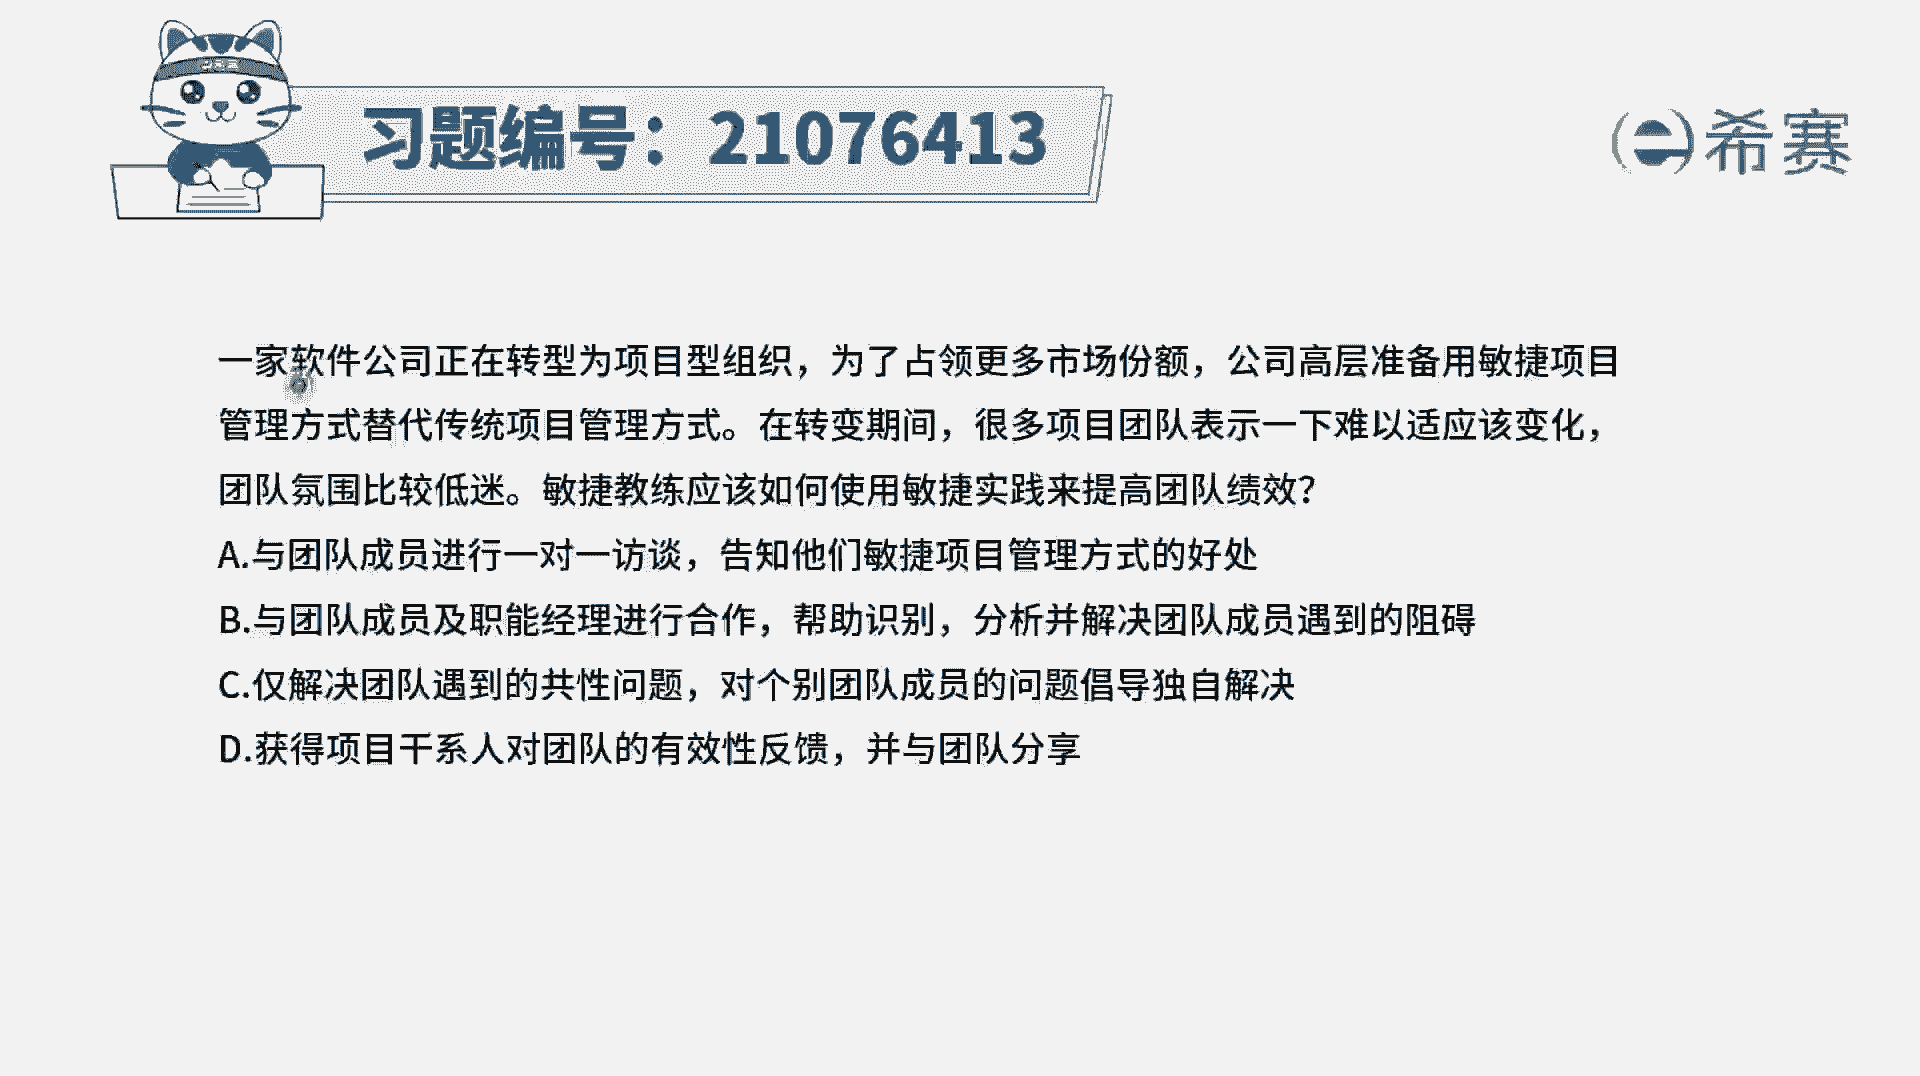 习题编号：21076413
希赛
一家软件公司正在转型为项目型组织，为了占领更多市场份额，公司高层准备用敏捷项目
管理方式替代传统项目管理方式。在转变期间，很多项目团队表示一下难以适应该变化，
团队氛围比较低迷。敏捷教练应该如何使用敏捷实践来提高团队绩效？
A.与团队成员进行一对一访谈，告知他们敏捷项目管理方式的好处
B.与团队成员及职能经理进行合作，帮助识别，分析并解决团队成员遇到的阻碍
C.仅解决团队遇到的共性问题，对个别团队成员的问题倡导独自解决
D.获得项目干系人对团队的有效性反馈，并与团队分享